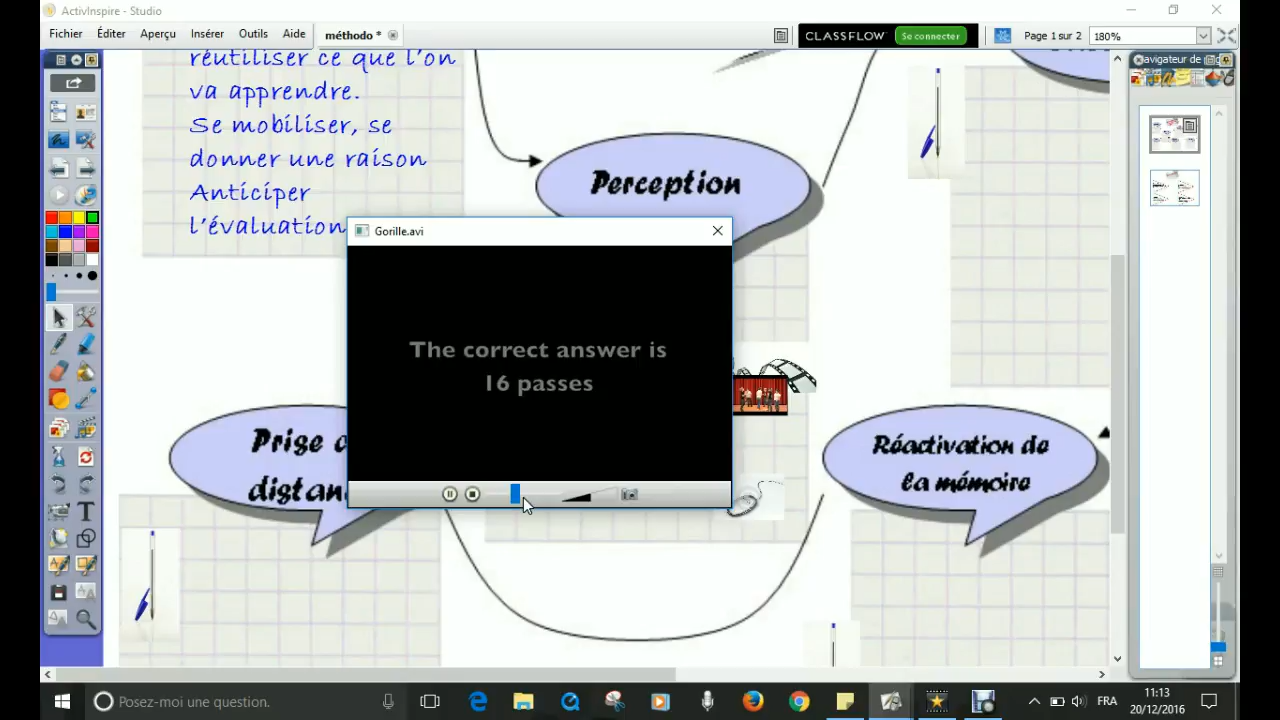 ActivInspire - Studio
Fichier Éditer Aperçu Insérer Outils Aide
méthodo *
CLASSFLOW Se connecter
Page 1 sur 2
180%
réutiliser ce que l'on
va apprendre.
Se mobiliser, se
donner une raison
Anticiper
l'évaluation
Perception
Gorille.avi
The correct answer is
16 passes
Prise
distan
Réactivation de
la mémoire
Posez-moi une question.
FRA
11:13
20/12/2016